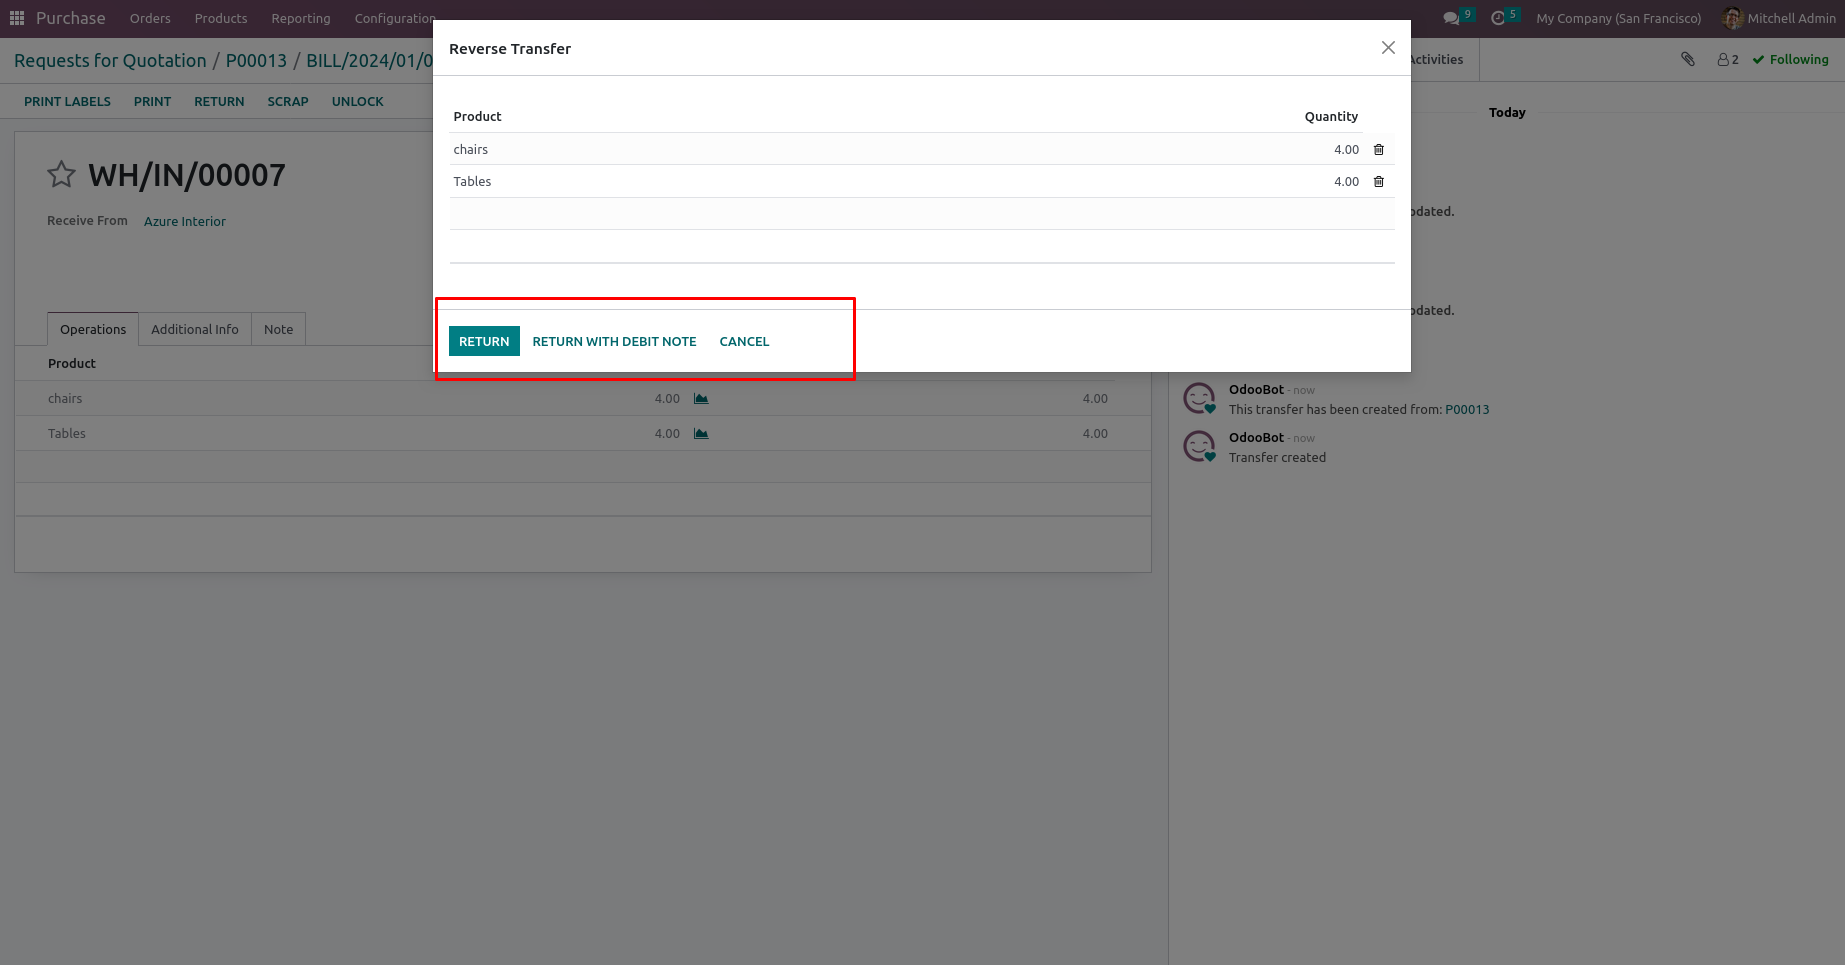 Purchase Orders Products Reporting Configuration 9 5 My Company (San Francisco) Mitchell Admin
Requests for Quotation / P00013 / BILL/2024/01/0
Activities 2 Following
PRINT LABELS PRINT RETURN SCRAP UNLOCK
Reverse Transfer
Product Quantity
chairs 4.00
Tables 4.00
RETURN RETURN WITH DEBIT NOTE CANCEL
WH/IN/00007
Receive From Azure Interior
Operations Additional Info Note
Product
chairs 4.00 4.00
Tables 4.00 4.00
Today
pdated.
pdated.
OdooBot - now
This transfer has been created from: P00013
OdooBot - now
Transfer created